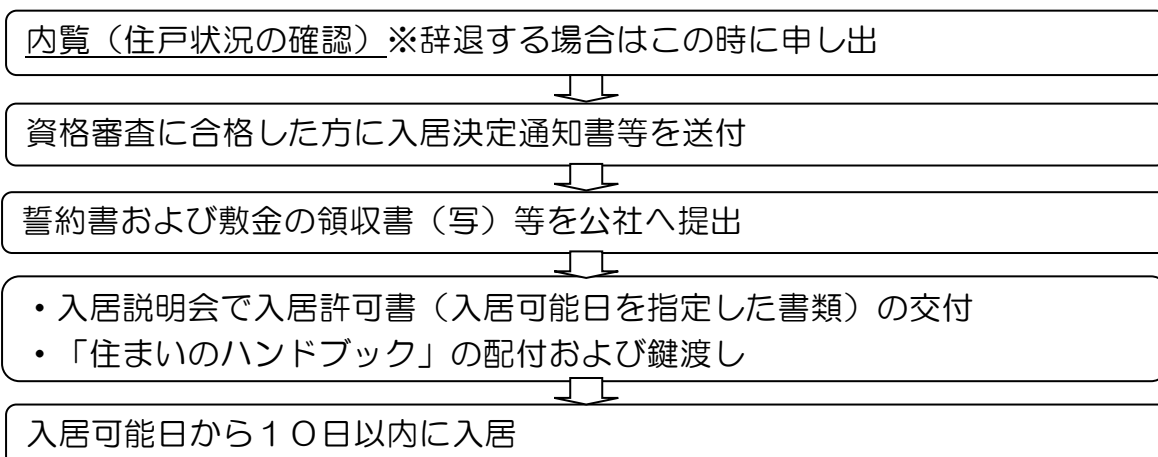 内覧（住戸状況の確認）※辞退する場合はこの時に申し出
資格審査に合格した方に入居決定通知書等を送付
誓約書および敷金の領収書（写）等を公社へ提出
・入居説明会で入居許可書（入居可能日を指定した書類）の交付
・「住まいのハンドブック」の配付および鍵渡し
入居可能日から１０日以内に入居